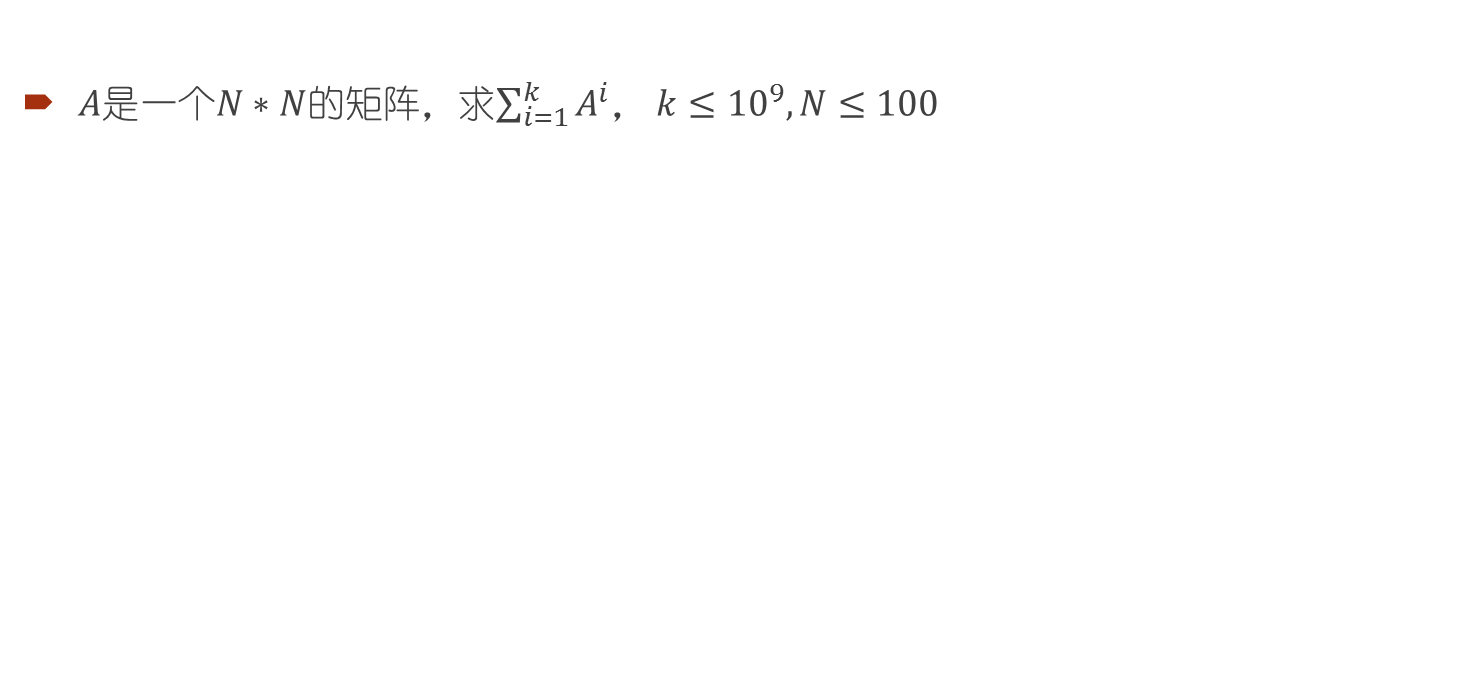 A是一个N ∗ N的矩阵，求∑_{i=1}^{k} A^i， k ≤ 10^9, N ≤ 100